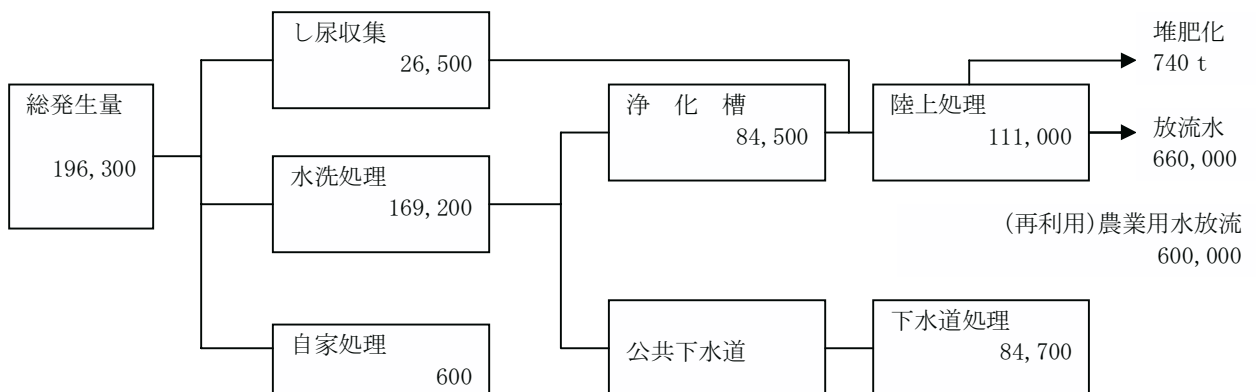 し尿収集
26,500
堆肥化
740 t
総発生量
196,300
浄　化　槽
84,500
陸上処理
111,000
放流水
660,000
水洗処理
169,200
(再利用)農業用水放流
600,000
自家処理
600
公共下水道
下水道処理
84,700